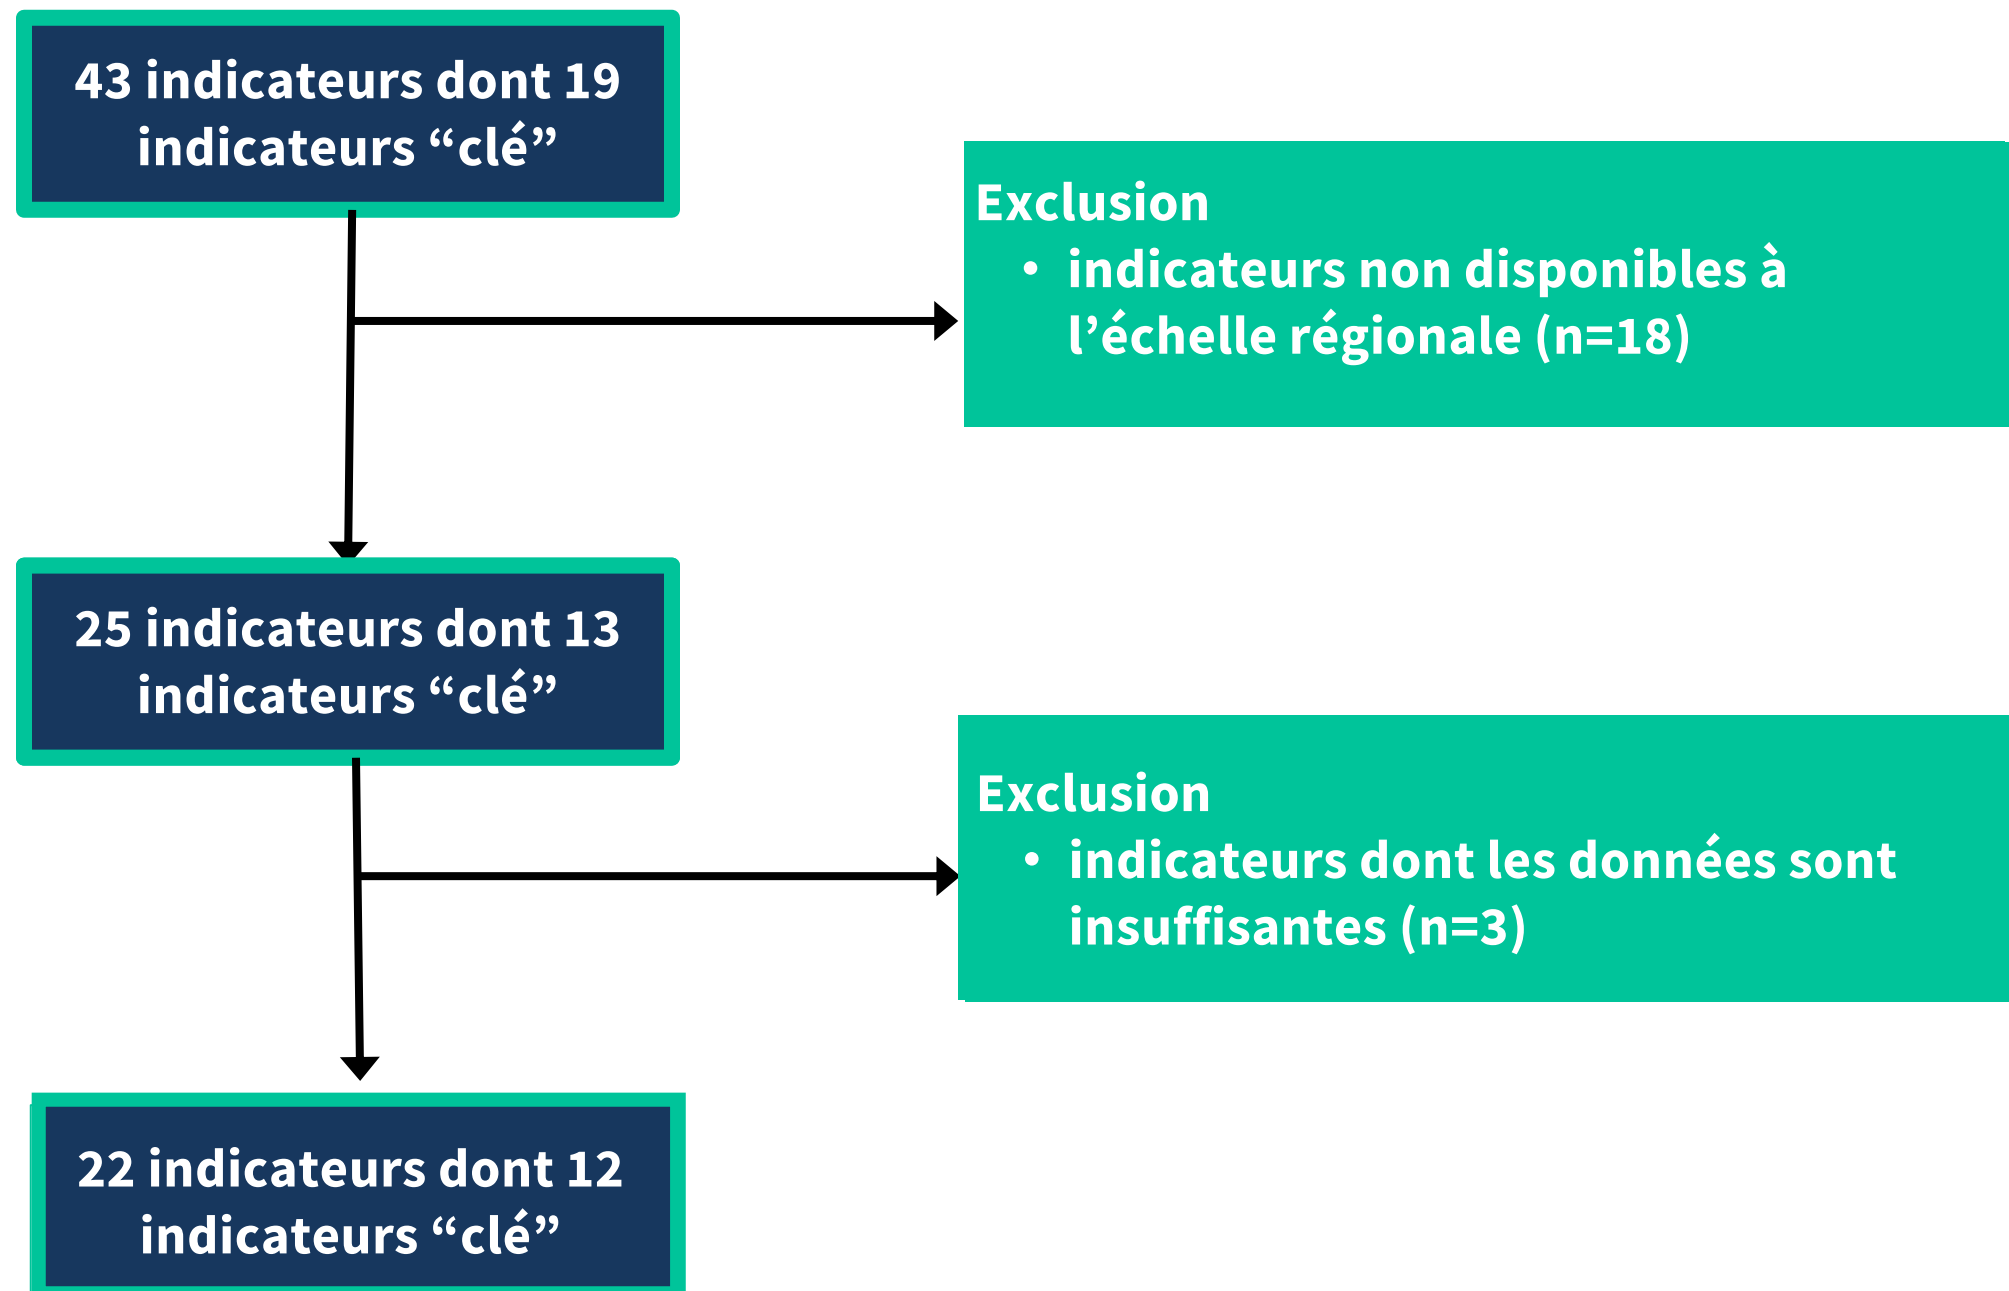 43 indicateurs dont 19
indicateurs “clé”
Exclusion
• indicateurs non disponibles à
l’échelle régionale (n=18)
25 indicateurs dont 13
indicateurs “clé”
Exclusion
• indicateurs dont les données sont
insuffisantes (n=3)
22 indicateurs dont 12
indicateurs “clé”